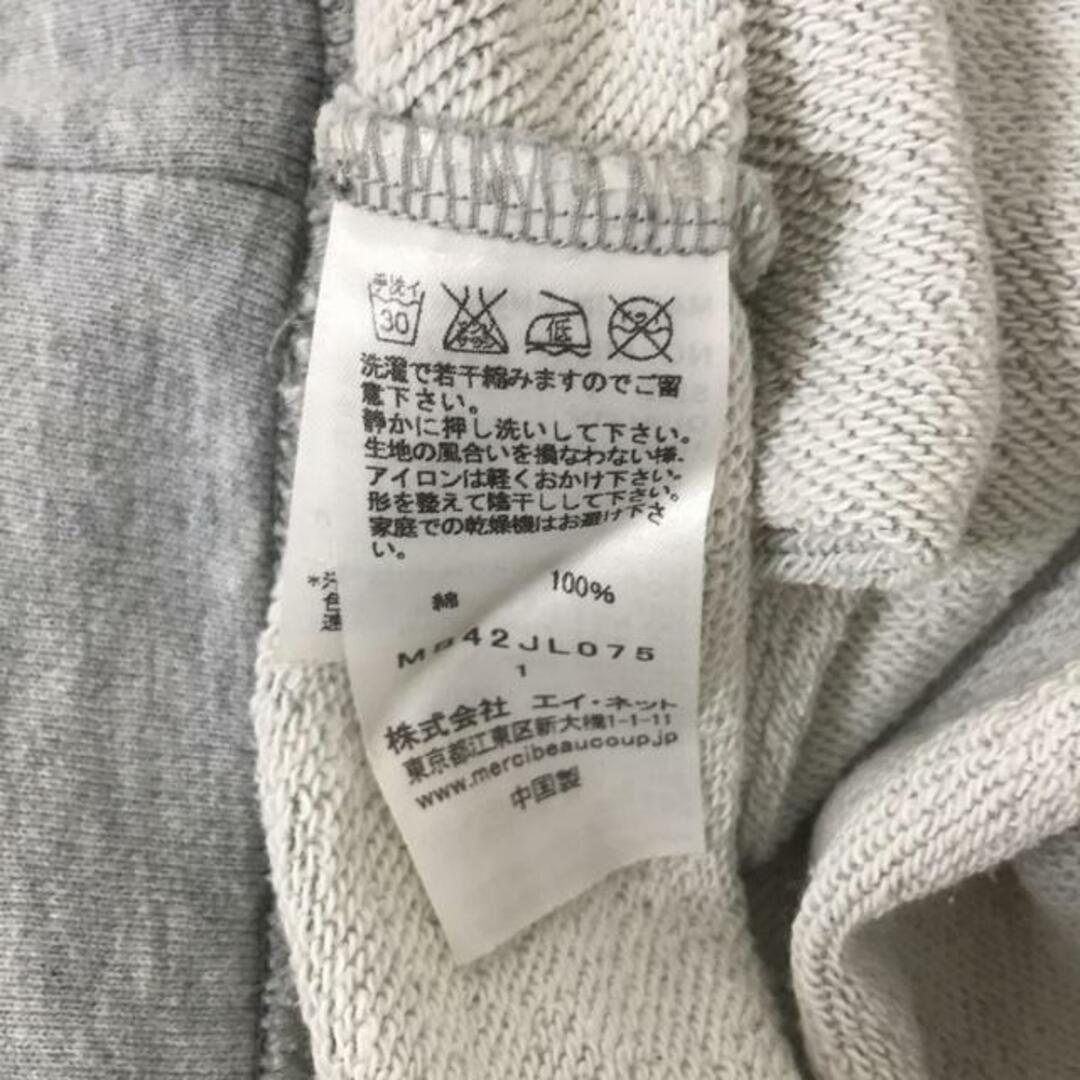 手洗イ
30
低
ドライ
洗濯で若干縮みますのでご留
意下さい。
静かに押し洗いして下さい。
生地の風合いを損なわない様、
アイロンは軽くおかけ下さい。
形を整えて陰干しして下さい。
家庭での乾燥機はお避け下さ
い。
綿 100%
1
株式会社 エイ・ネット
東京都江東区新大橋1-1-11
www.mercibeaucoup.jp
中国製
*
色